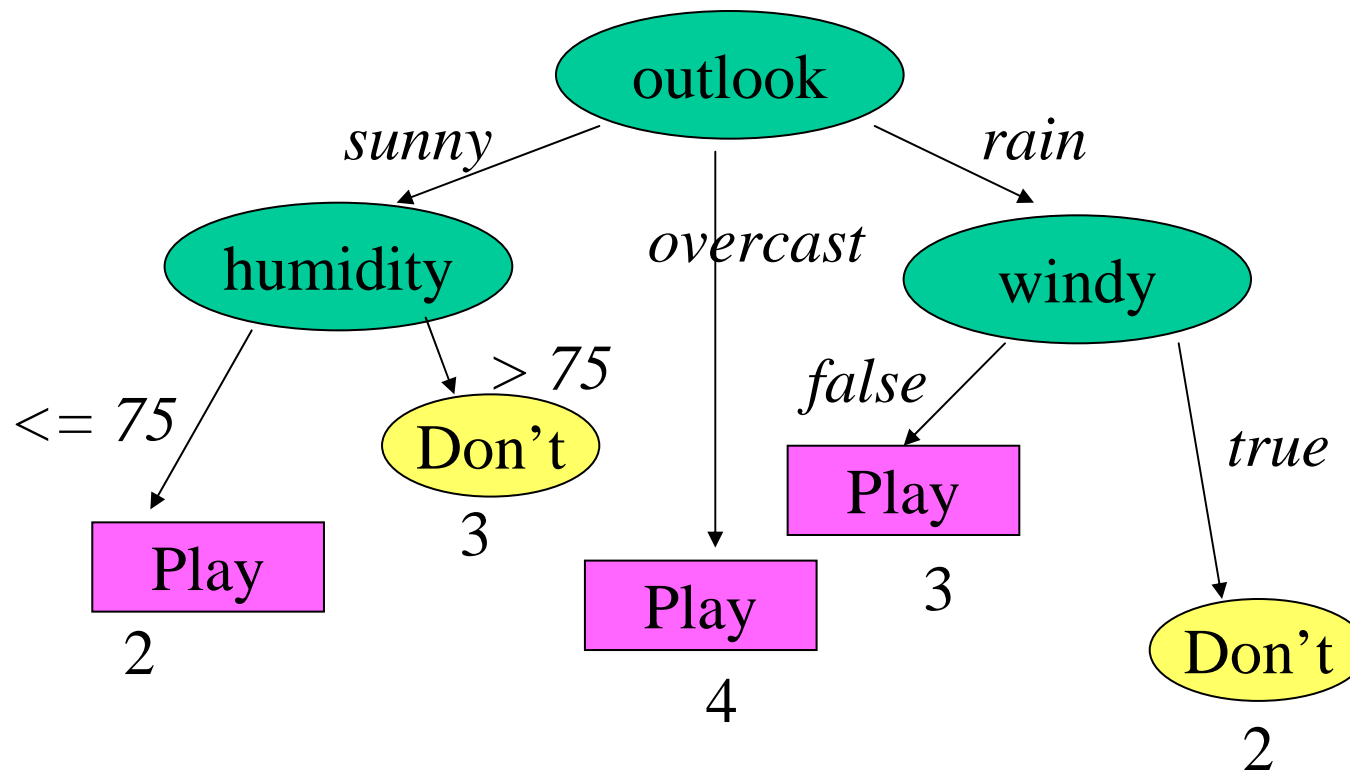 outlook
sunny
rain
overcast
humidity
windy
> 75
false
<= 75
Don’t
true
Play
3
Play
Play
3
2
Don’t
4
2